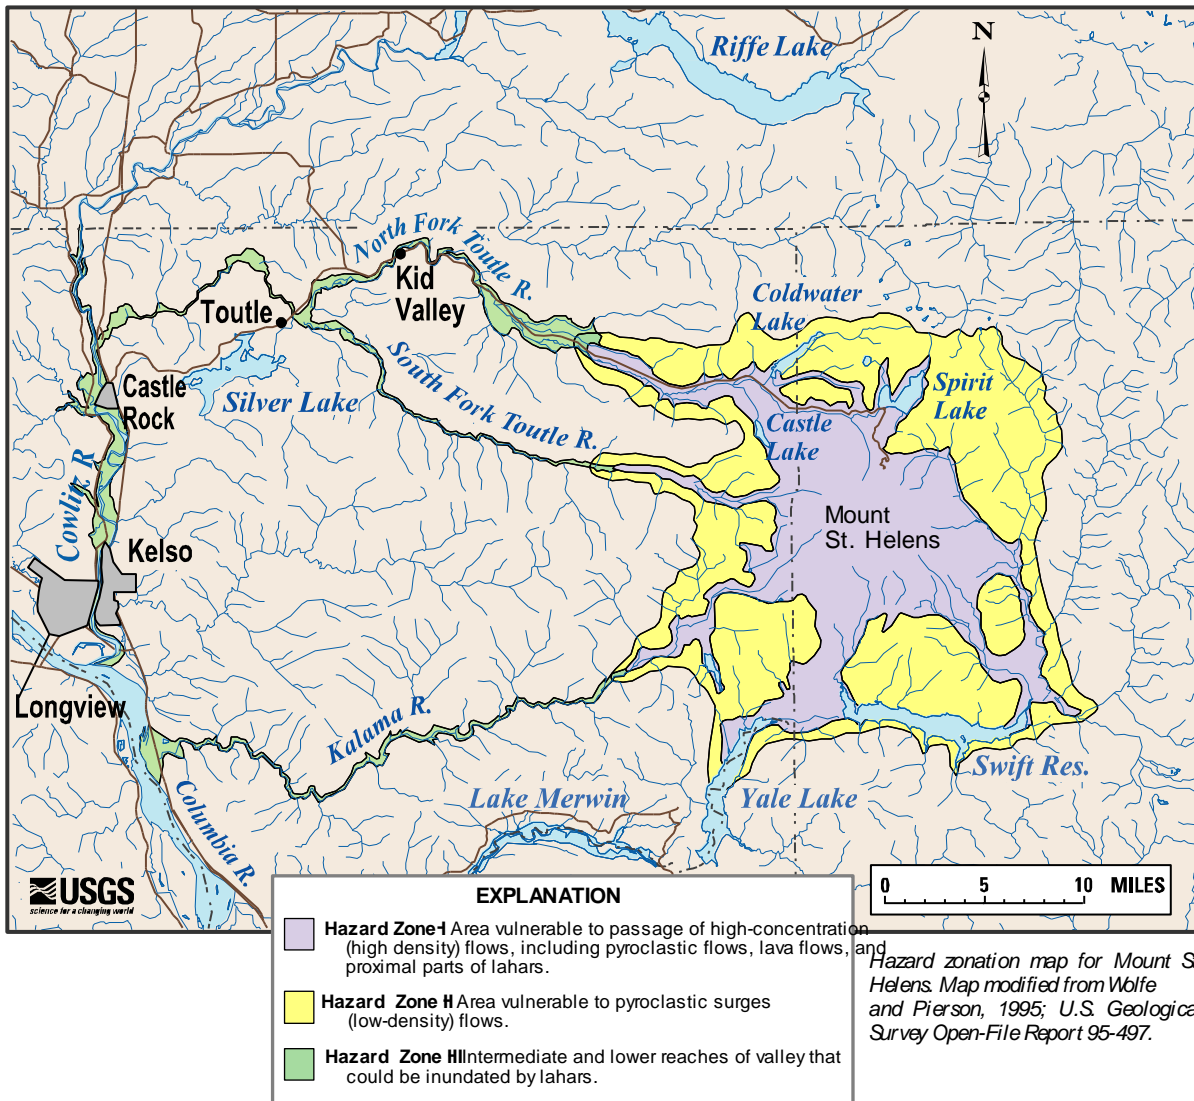 Riffe Lake
N
North Fork
Toutle R.
Kid
Valley
Toutle
Coldwater
Lake
Spirit
Lake
South Fork Toutle R.
Castle
Rock
Silver Lake
Castle
Lake
Cowlitz R
Mount
St. Helens
Kelso
Longview
Kalama R.
Columbia R.
Lake Merwin
Yale Lake
Swift Res.
USGS
science for a changing world
0 5 10 MILES
EXPLANATION
Hazard Zone I Area vulnerable to passage of high-concentration
(high density) flows, including pyroclastic flows, lava flows, and
proximal parts of lahars.
Hazard Zone II Area vulnerable to pyroclastic surges
(low-density) flows.
Hazard Zone III Intermediate and lower reaches of valley that
could be inundated by lahars.
Hazard zonation map for Mount S
Helens. Map modified from Wolfe
and Pierson, 1995; U.S. Geologica
Survey Open-File Report 95-497.